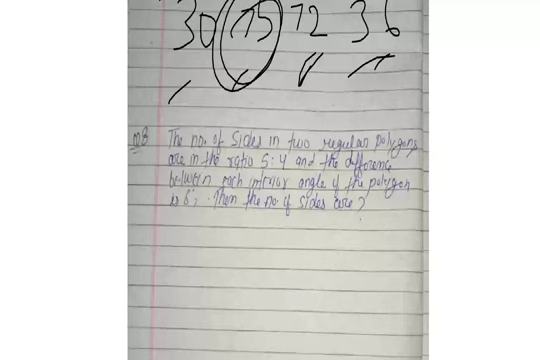 30 75 72 36
Q8 The no. of sides in two regular polygons
are in the ratio 5:4 and the difference
between each interior angle of the polygon
is 6°, Then the no. of sides are?